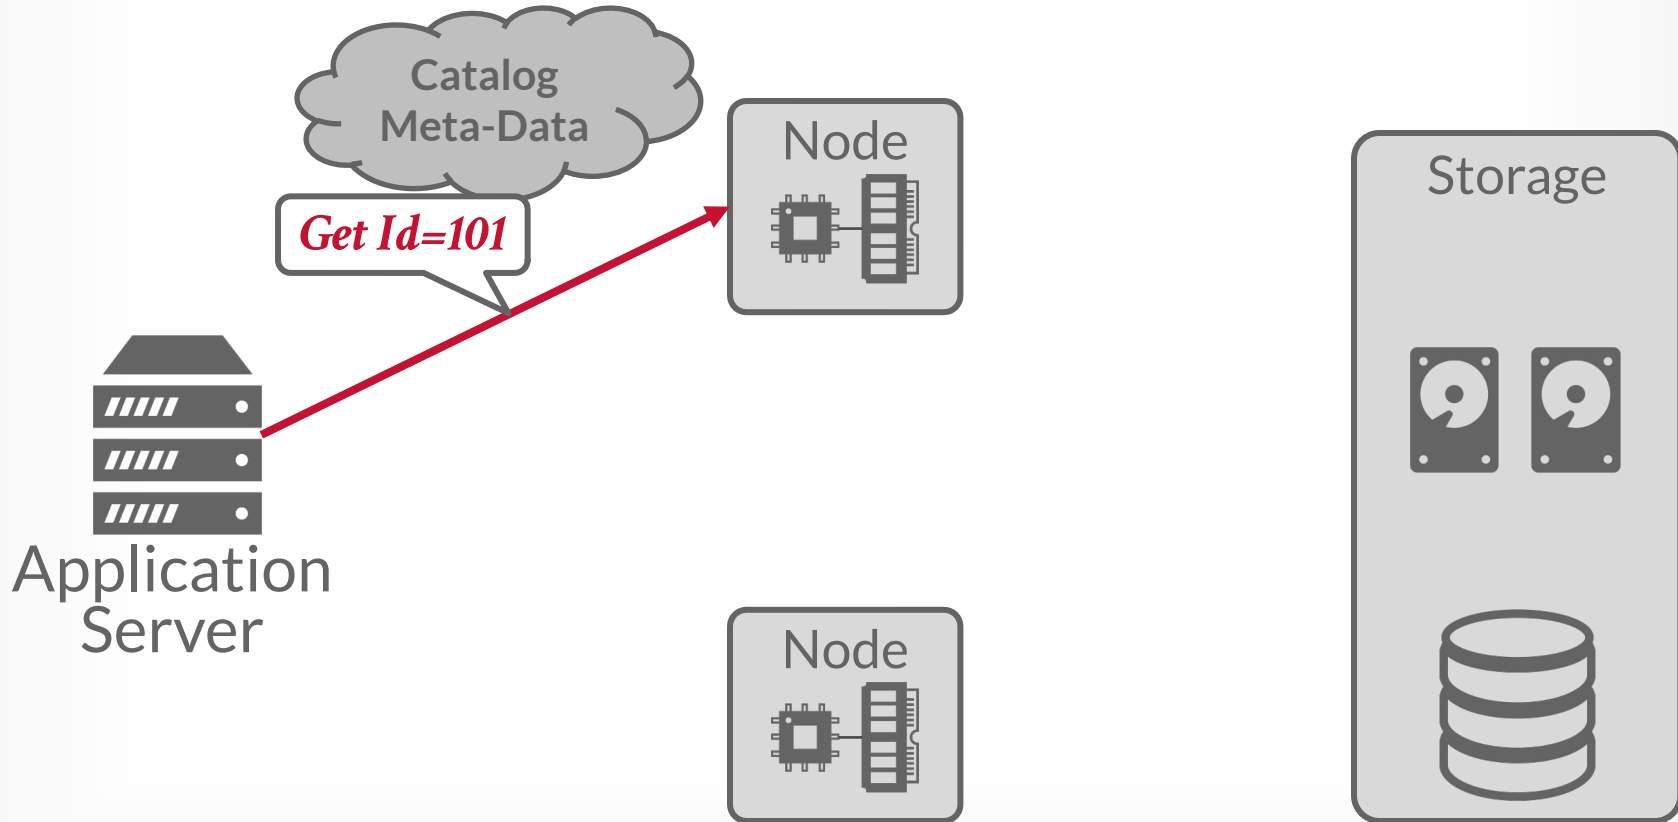 Catalog
Meta-Data
Get Id=101
Node
Storage
Application
Server
Node